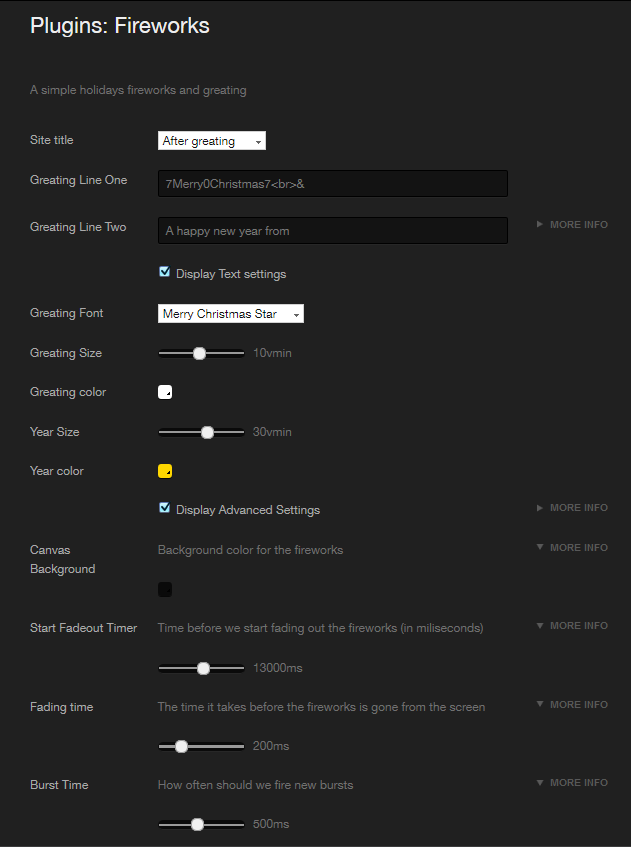 Plugins: Fireworks
A simple holidays fireworks and greating
Site title After greating
Greating Line One 7Merry0Christmas7<br>&
Greating Line Two A happy new year from MORE INFO
Display Text settings
Greating Font Merry Christmas Star
Greating Size 10vmin
Greating color
Year Size 30vmin
Year color
Display Advanced Settings MORE INFO
Canvas Background color for the fireworks MORE INFO
Background
Start Fadeout Timer Time before we start fading out the fireworks (in miliseconds) MORE INFO
13000ms
Fading time The time it takes before the fireworks is gone from the screen MORE INFO
200ms
Burst Time How often should we fire new bursts MORE INFO
500ms